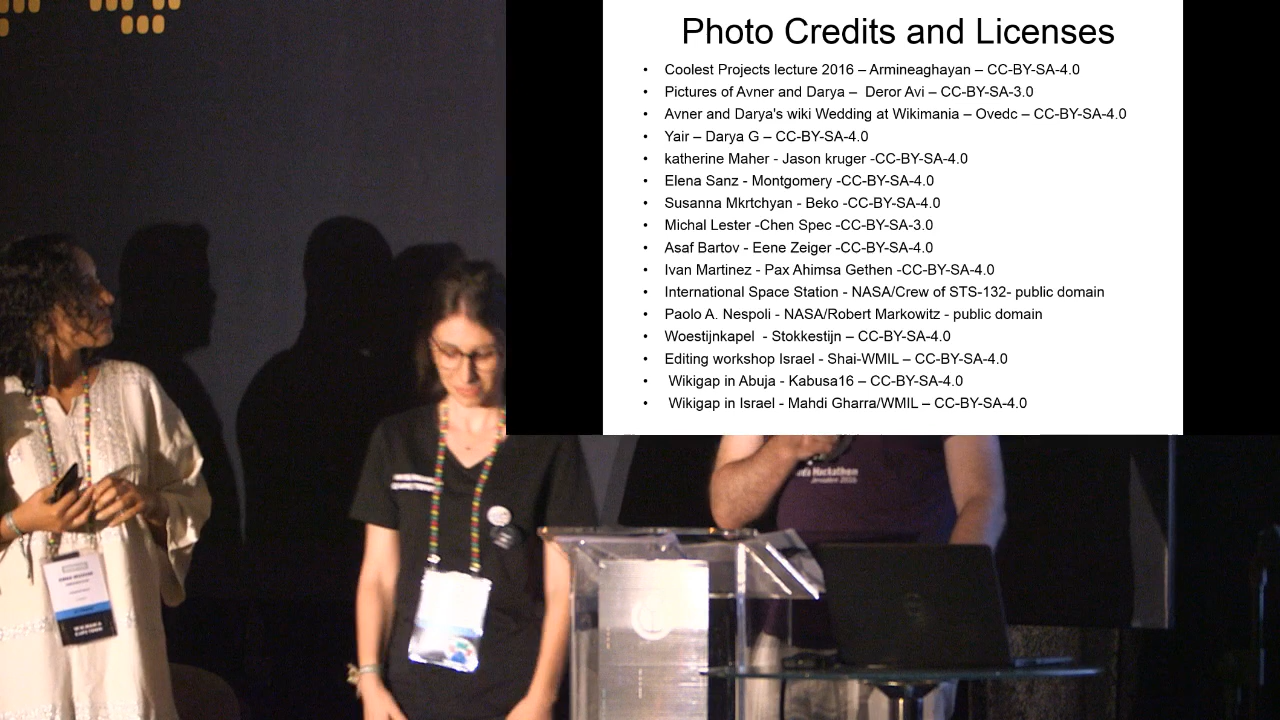 Photo Credits and Licenses
• Coolest Projects lecture 2016 – Armineaghayan – CC-BY-SA-4.0
• Pictures of Avner and Darya –  Deror Avi – CC-BY-SA-3.0
• Avner and Darya's wiki Wedding at Wikimania – Ovedc – CC-BY-SA-4.0
• Yair – Darya G – CC-BY-SA-4.0
• katherine Maher - Jason kruger -CC-BY-SA-4.0
• Elena Sanz - Montgomery -CC-BY-SA-4.0
• Susanna Mkrtchyan - Beko -CC-BY-SA-4.0
• Michal Lester -Chen Spec -CC-BY-SA-3.0
• Asaf Bartov - Eene Zeiger -CC-BY-SA-4.0
• Ivan Martinez - Pax Ahimsa Gethen -CC-BY-SA-4.0
• International Space Station - NASA/Crew of STS-132- public domain
• Paolo A. Nespoli - NASA/Robert Markowitz - public domain
• Woestijnkapel  - Stokkestijn – CC-BY-SA-4.0
• Editing workshop Israel - Shai-WMIL – CC-BY-SA-4.0
• Wikigap in Abuja - Kabusa16 – CC-BY-SA-4.0
• Wikigap in Israel - Mahdi Gharra/WMIL – CC-BY-SA-4.0
Hackathon